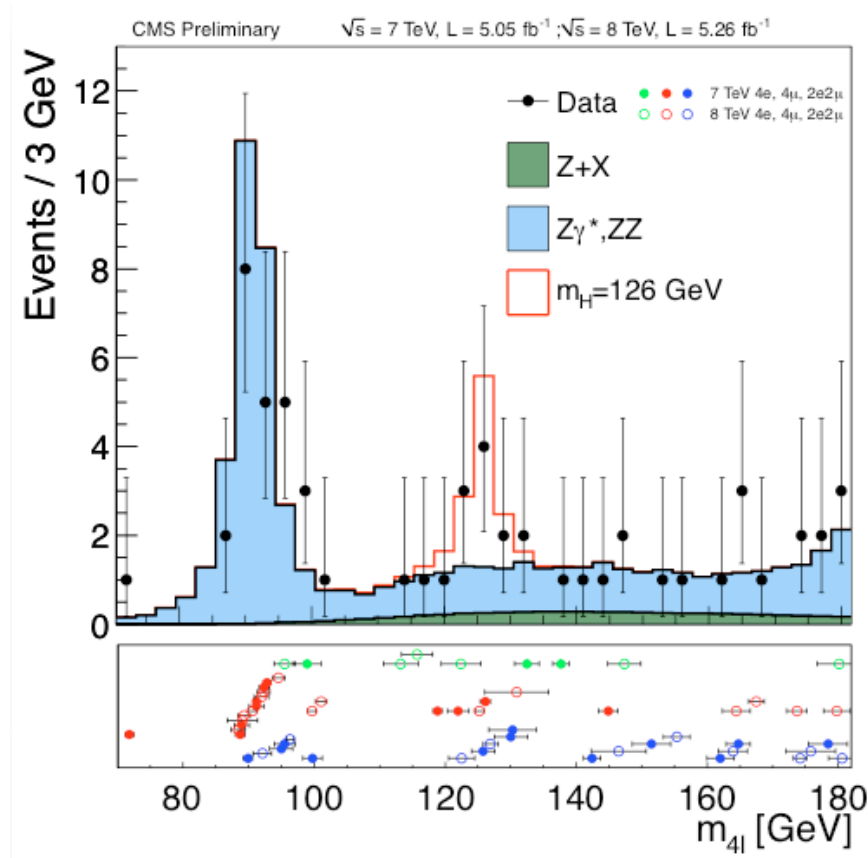 CMS Preliminary √s = 7 TeV, L = 5.05 fb⁻¹ ;√s = 8 TeV, L = 5.26 fb⁻¹
Events / 3 GeV
12
10
8
6
4
2
0
Data
7 TeV 4e, 4μ, 2e2μ
8 TeV 4e, 4μ, 2e2μ
Z+X
Zγ*,ZZ
m_H=126 GeV
80 100 120 140 160 180
m_4l [GeV]